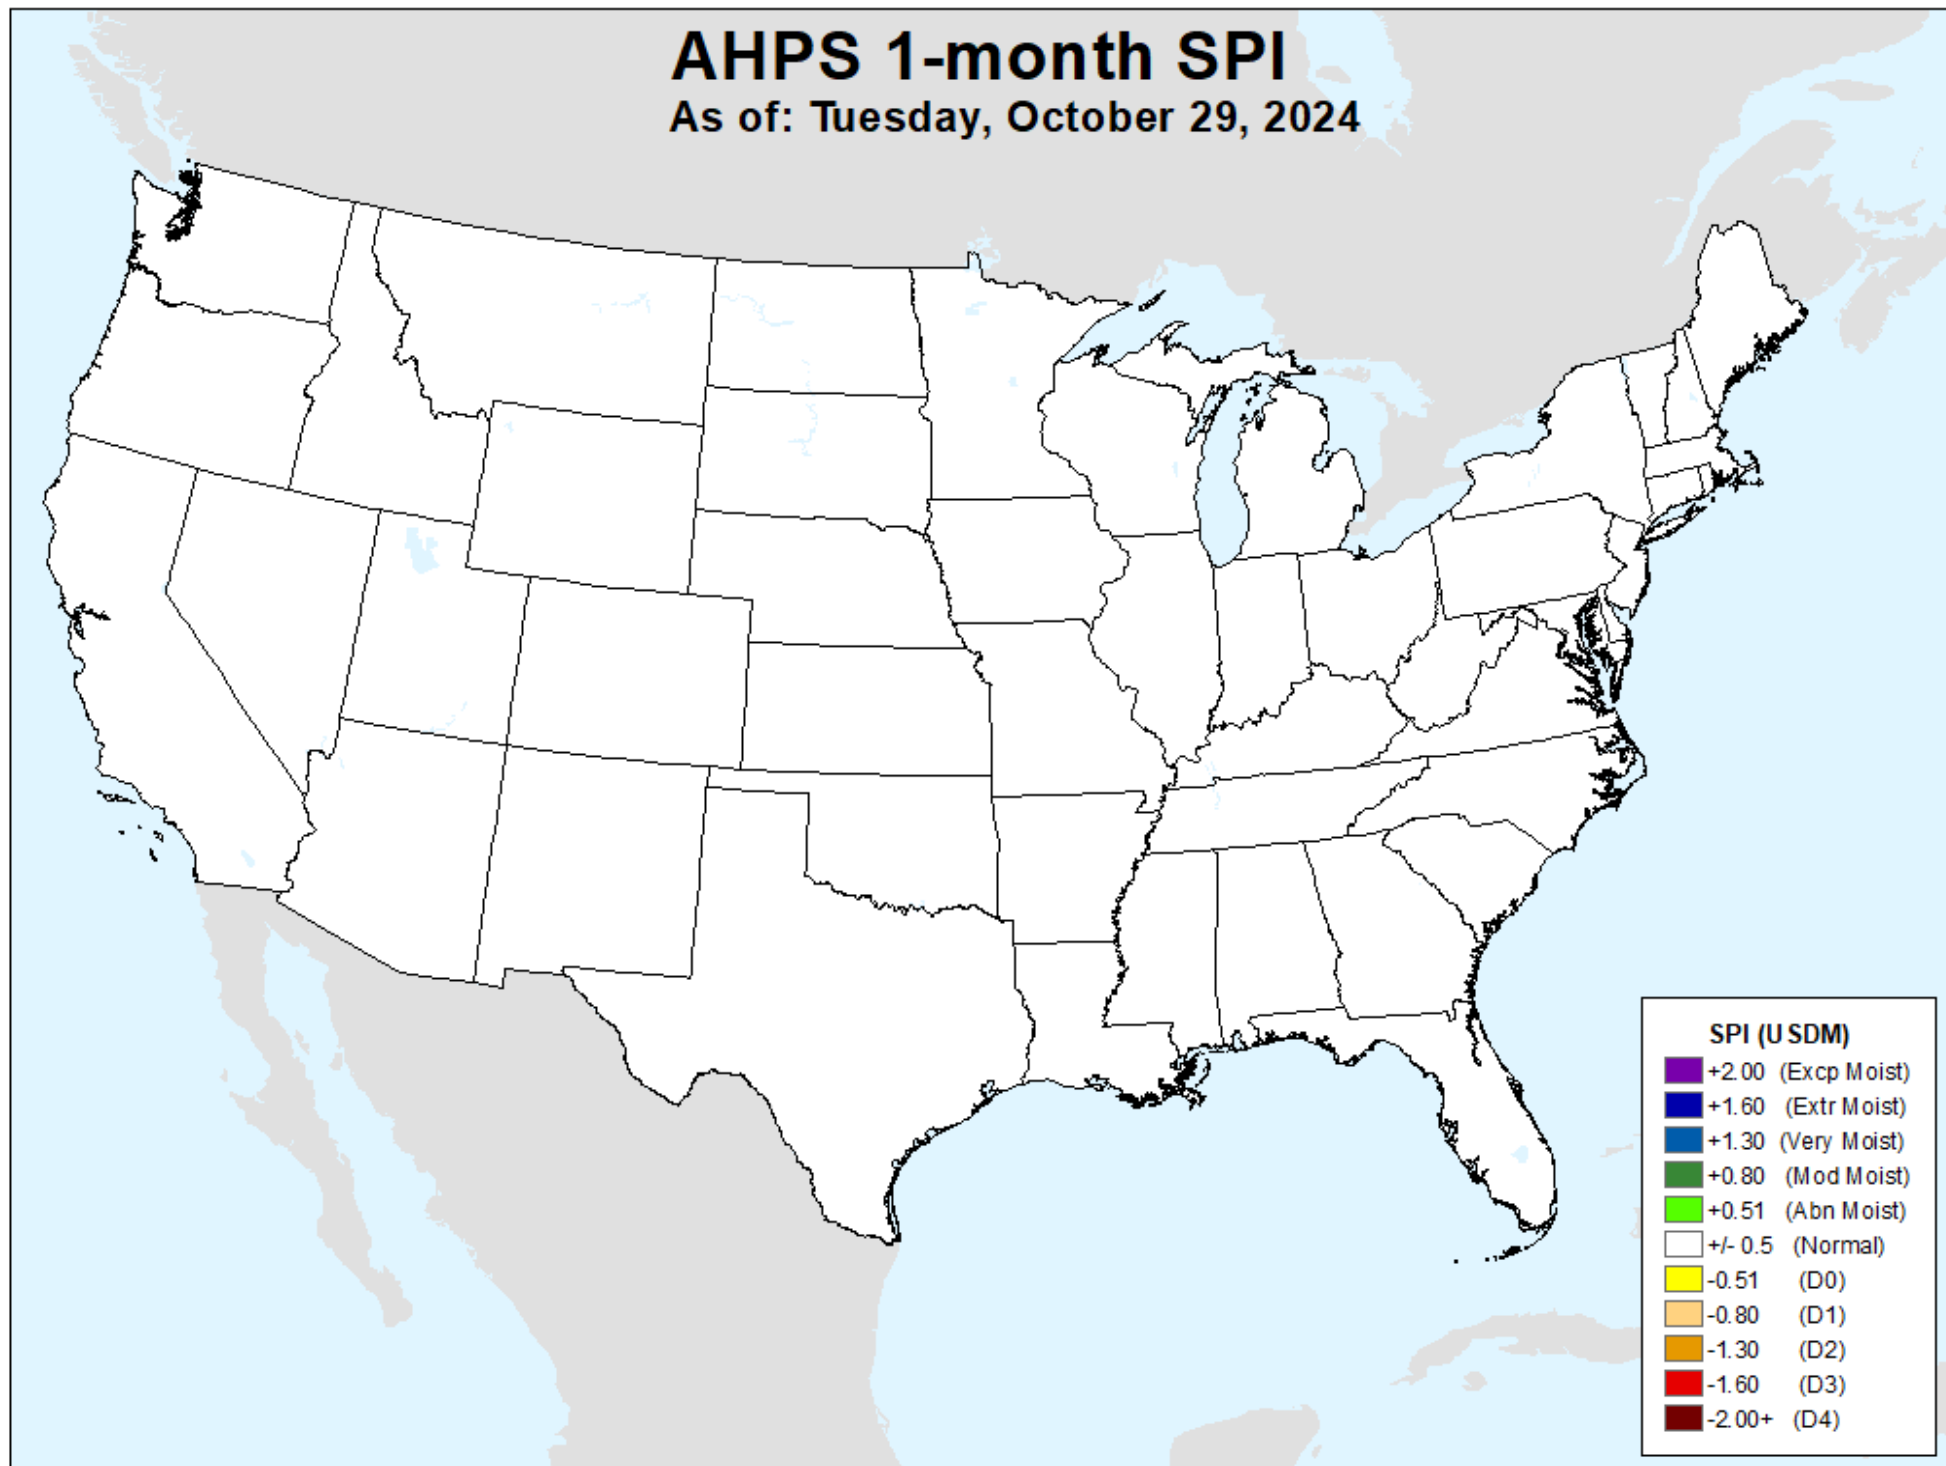 AHPS 1-month SPI
As of: Tuesday, October 29, 2024
SPI (USDM)
+2.00 (Excp Moist)
+1.60 (Extr Moist)
+1.30 (Very Moist)
+0.80 (Mod Moist)
+0.51 (Abn Moist)
+/- 0.5 (Normal)
-0.51 (D0)
-0.80 (D1)
-1.30 (D2)
-1.60 (D3)
-2.00+ (D4)